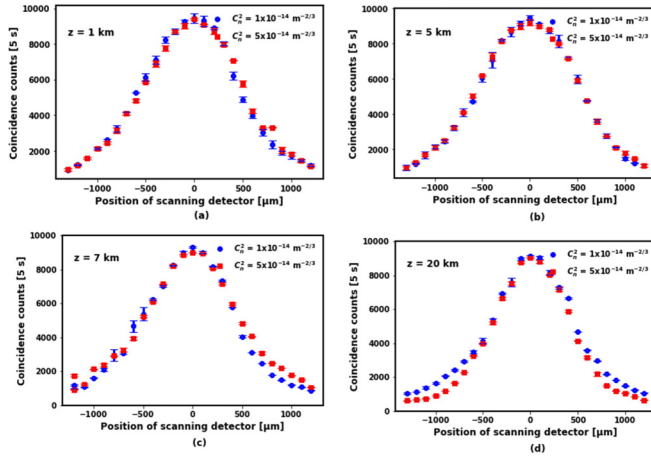 10000
8000
6000
4000
2000
Coincidence counts [5 s]
z = 1 km
C_n^2 = 1x10^-14 m^-2/3
C_n^2 = 5x10^-14 m^-2/3
−1000 −500 0 500 1000
Position of scanning detector [μm]
(a)
10000
8000
6000
4000
2000
Coincidence counts [5 s]
z = 5 km
C_n^2 = 1x10^-14 m^-2/3
C_n^2 = 5x10^-14 m^-2/3
−1000 −500 0 500 1000
Position of scanning detector [μm]
(b)
10000
8000
6000
4000
2000
0
Coincidence counts [5 s]
z = 7 km
C_n^2 = 1x10^-14 m^-2/3
C_n^2 = 5x10^-14 m^-2/3
−1000 −500 0 500 1000
Position of scanning detector [μm]
(c)
10000
8000
6000
4000
2000
0
Coincidence counts [5 s]
z = 20 km
C_n^2 = 1x10^-14 m^-2/3
C_n^2 = 5x10^-14 m^-2/3
−1000 −500 0 500 1000
Position of scanning detector [μm]
(d)